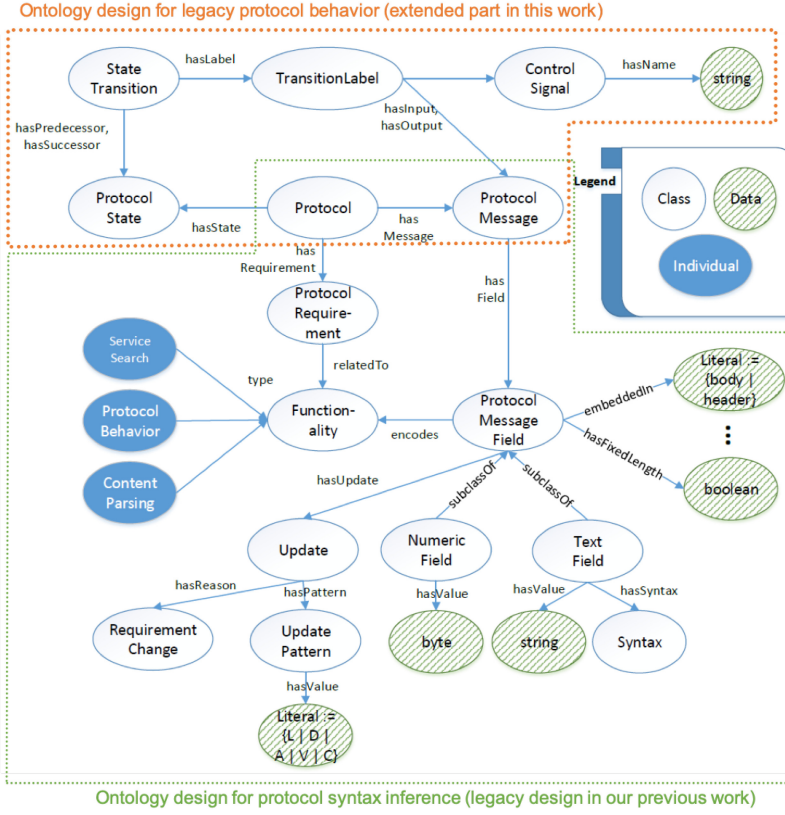 Ontology design for legacy protocol behavior (extended part in this work)
State
Transition
hasLabel
TransitionLabel
Control
Signal
hasName
string
hasInput,
hasOutput
hasPredecessor,
hasSuccessor
Protocol
State
hasState
Protocol
has
Message
Protocol
Message
Legend
Class
Data
Individual
has
Requirement
has
Field
Protocol
Require-
ment
relatedTo
Service
Search
type
Protocol
Behavior
Content
Parsing
Function-
ality
encodes
Protocol
Message
Field
embeddedIn
Literal :=
{body |
header}
hasFixedLength
boolean
hasUpdate
subclassOf
subclassOf
Update
Numeric
Field
Text
Field
hasReason
hasPattern
hasValue
hasValue
hasSyntax
Requirement
Change
Update
Pattern
byte
string
Syntax
hasValue
Literal :=
{L | D |
A | V | C}
Ontology design for protocol syntax inference (legacy design in our previous work)